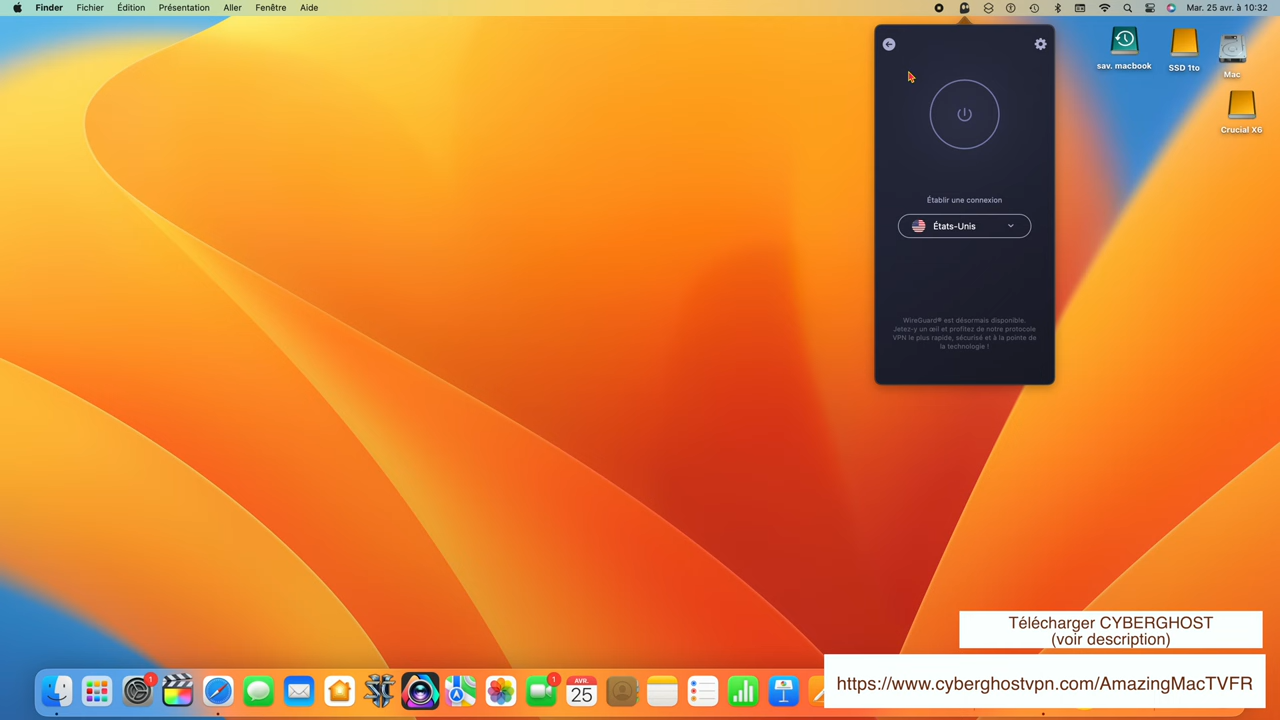 Finder Fichier Édition Présentation Aller Fenêtre Aide
Mar. 25 avr. à 10:32
sav. macbook
SSD 1to
Mac
Crucial X6
Établir une connexion
États-Unis
WireGuard® est désormais disponible.
Jetez-y un œil et profitez de notre protocole
VPN le plus rapide, sécurisé et à la pointe de
la technologie !
Télécharger CYBERGHOST
(voir description)
https://www.cyberghostvpn.com/AmazingMacTVFR
1
1
AVR.
25